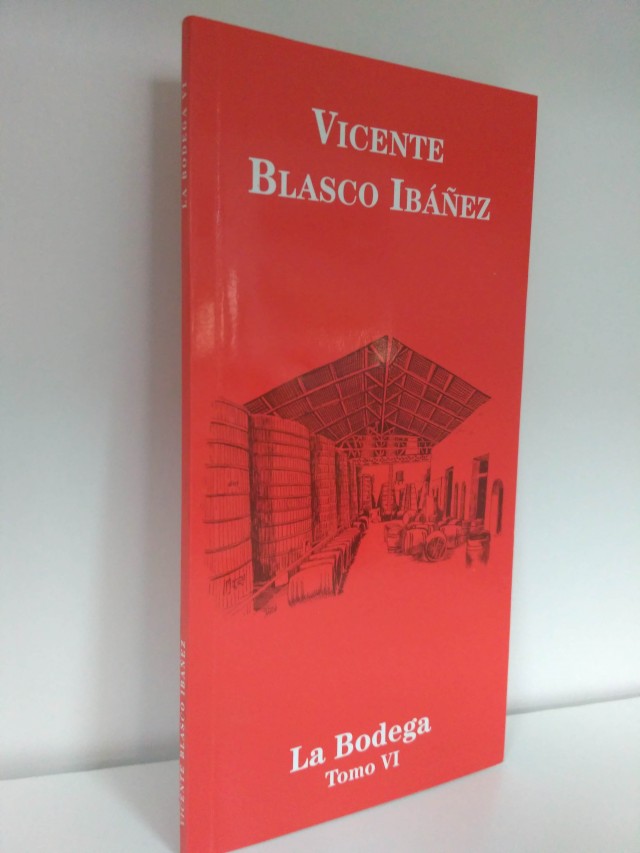 VICENTE
BLASCO IBÁÑEZ
La Bodega
Tomo VI
LA BODEGA VI
VICENTE BLASCO IBÁÑEZ